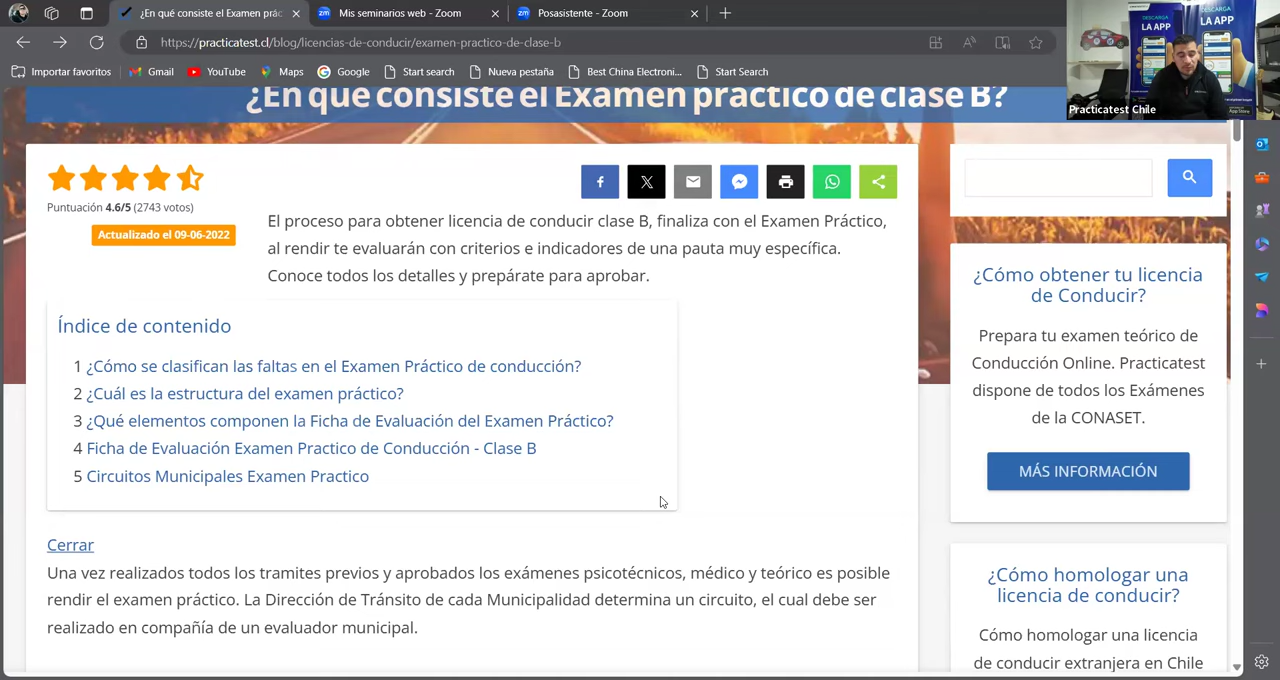 ¿En qué consiste el Examen prác
Mis seminarios web - Zoom
Posasistente - Zoom
https://practicatest.cl/blog/licencias-de-conducir/examen-practico-de-clase-b
Importar favoritos
Gmail
YouTube
Maps
Google
Start search
Nueva pestaña
Best China Electroni...
Start Search
DESCARGA
LA APP
DESCARGA
LA APP
Practicatest Chile
¿En qué consiste el Examen práctico de clase B?
Puntuación 4.6/5 (2743 votos)
Actualizado el 09-06-2022
El proceso para obtener licencia de conducir clase B, finaliza con el Examen Práctico,
al rendir te evaluarán con criterios e indicadores de una pauta muy específica.
Conoce todos los detalles y prepárate para aprobar.
Índice de contenido
1 ¿Cómo se clasifican las faltas en el Examen Práctico de conducción?
2 ¿Cuál es la estructura del examen práctico?
3 ¿Qué elementos componen la Ficha de Evaluación del Examen Práctico?
4 Ficha de Evaluación Examen Practico de Conducción - Clase B
5 Circuitos Municipales Examen Practico
Cerrar
Una vez realizados todos los tramites previos y aprobados los exámenes psicotécnicos, médico y teórico es posible
rendir el examen práctico. La Dirección de Tránsito de cada Municipalidad determina un circuito, el cual debe ser
realizado en compañía de un evaluador municipal.
¿Cómo obtener tu licencia
de Conducir?
Prepara tu examen teórico de
Conducción Online. Practicatest
dispone de todos los Exámenes
de la CONASET.
MÁS INFORMACIÓN
¿Cómo homologar una
licencia de conducir?
Cómo homologar una licencia
de conducir extranjera en Chile